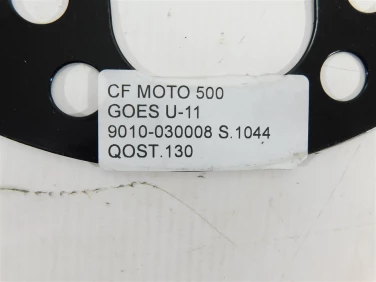 CF MOTO 500
GOES U-11
9010-030008 S.1044
QOST.130